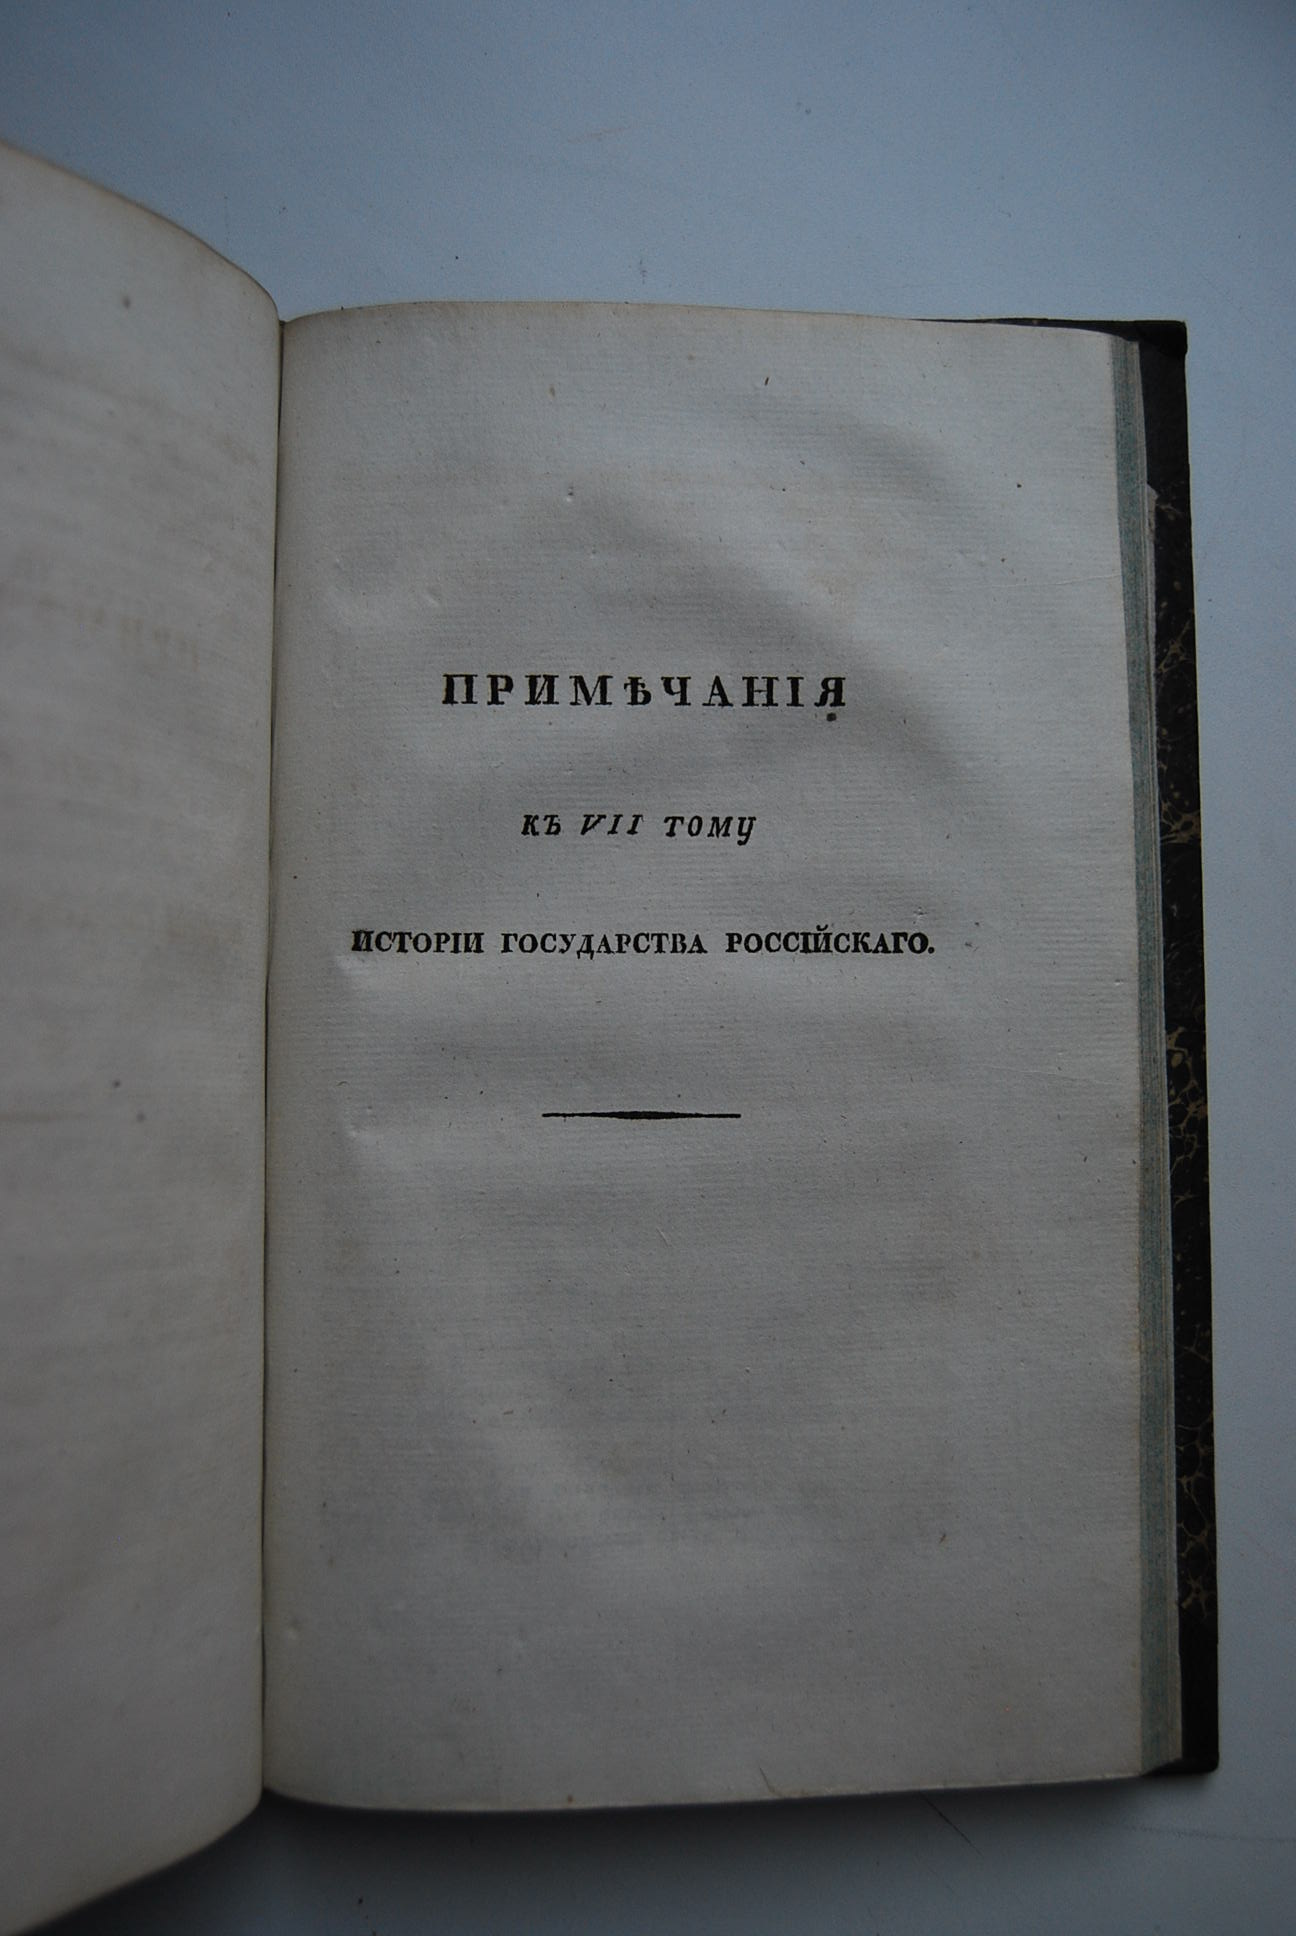 ПРИМѢЧАНІЯ
КЪ VII ТОМУ
ИСТОРІИ ГОСУДАРСТВА РОССІЙСКАГО.